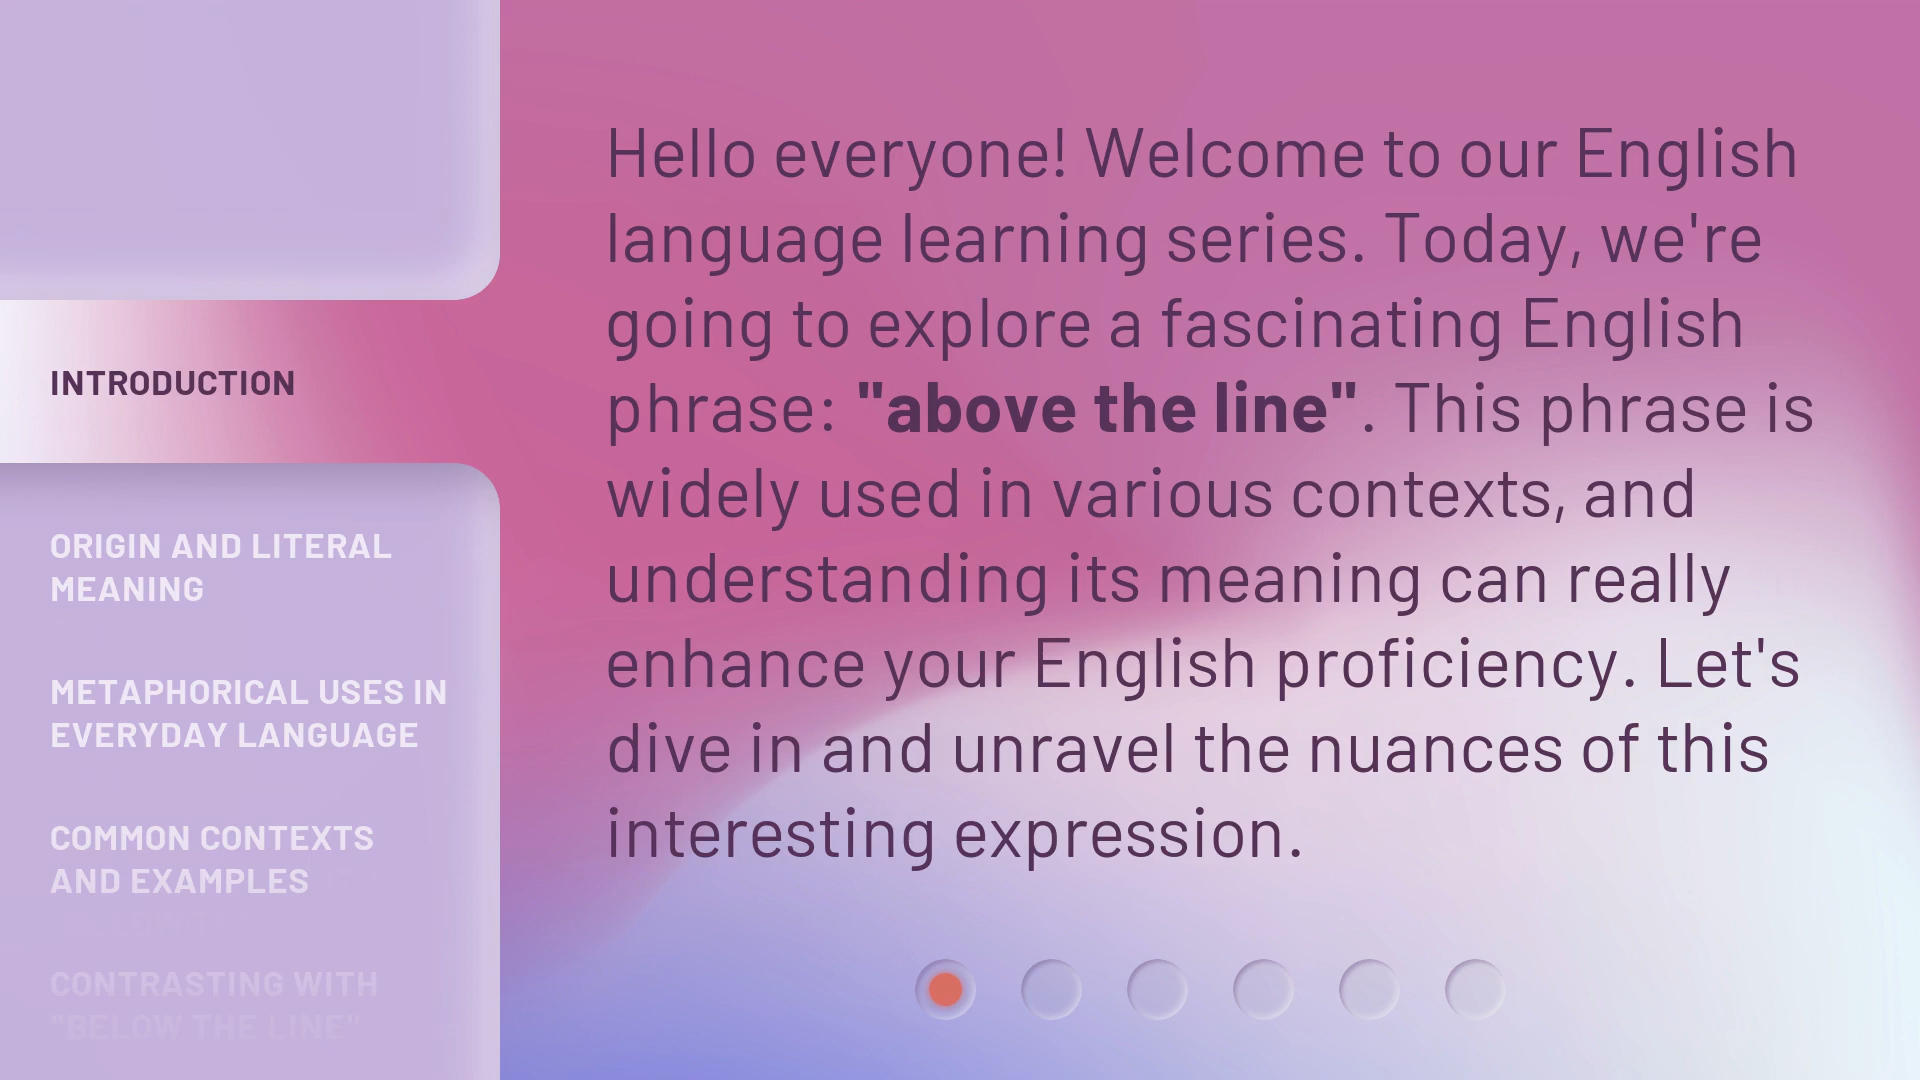 INTRODUCTION
ORIGIN AND LITERAL
MEANING
METAPHORICAL USES IN
EVERYDAY LANGUAGE
COMMON CONTEXTS
AND EXAMPLES
CONTRASTING WITH
"BELOW THE LINE"
Hello everyone! Welcome to our English
language learning series. Today, we're
going to explore a fascinating English
phrase: "above the line". This phrase is
widely used in various contexts, and
understanding its meaning can really
enhance your English proficiency. Let's
dive in and unravel the nuances of this
interesting expression.